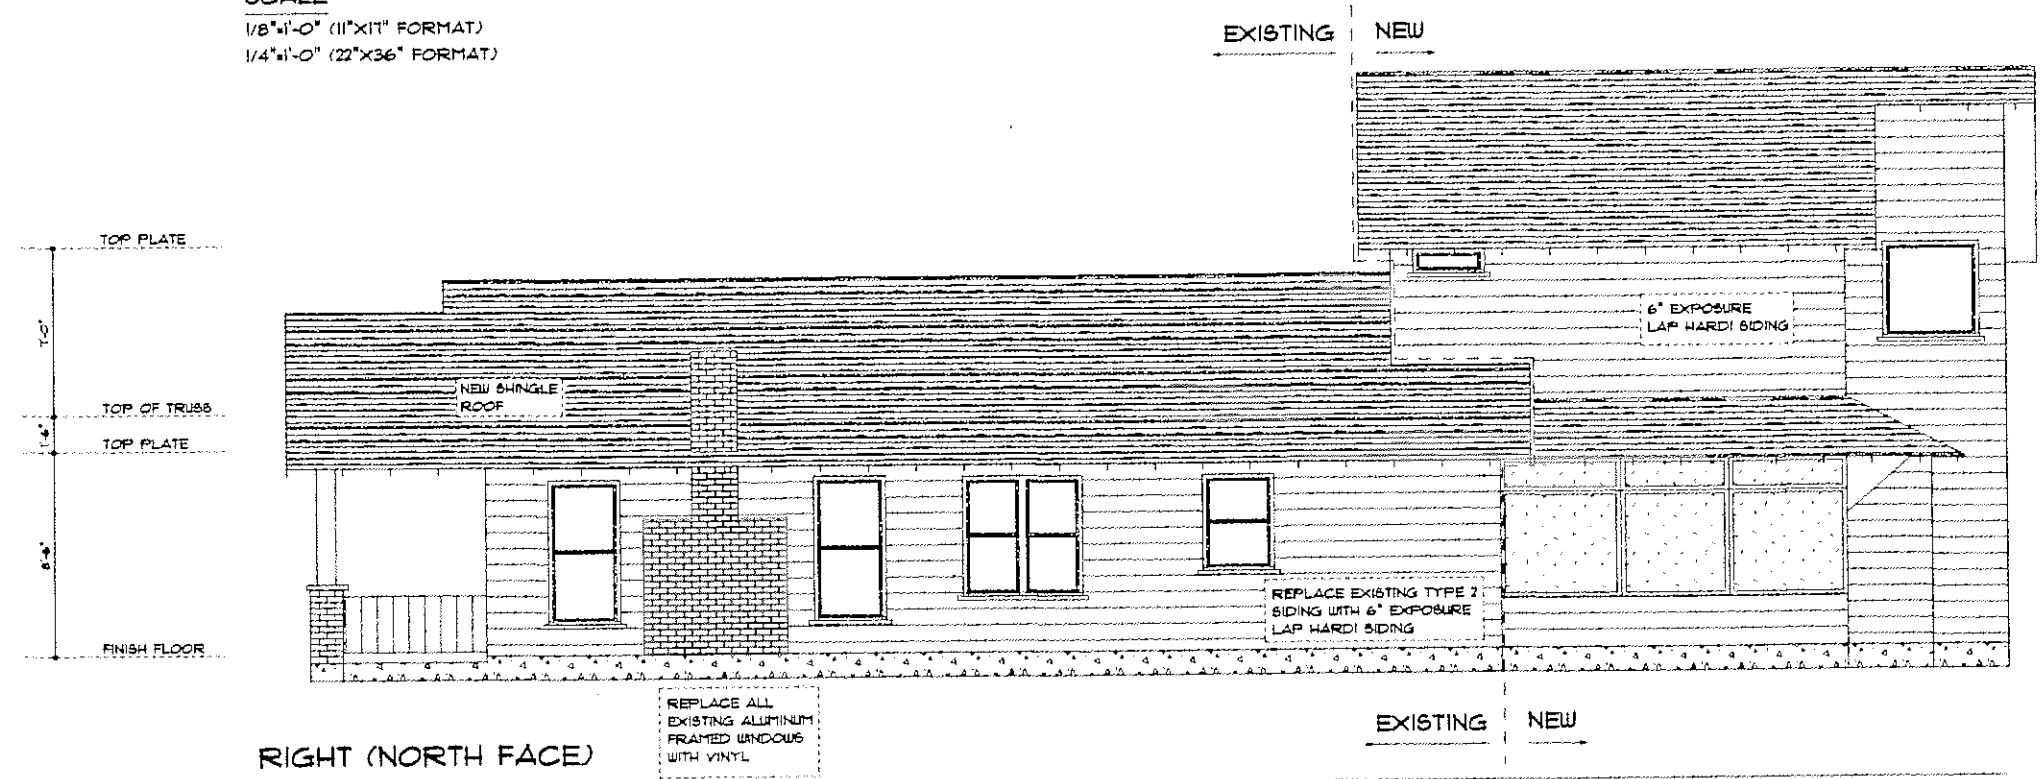 SCALE
1/8"=1'-0" (11"X17" FORMAT)
1/4"=1'-0" (22"X36" FORMAT)
EXISTING NEW
TOP PLATE
7'-0"
6" EXPOSURE
LAP HARDI SIDING
NEW SHINGLE
ROOF
TOP OF TRUSS
1'-6"
TOP PLATE
8'-6"
REPLACE EXISTING TYPE 2
SIDING WITH 6" EXPOSURE
LAP HARDI SIDING
FINISH FLOOR
REPLACE ALL
EXISTING ALUMINUM
FRAMED WINDOWS
WITH VINYL
EXISTING NEW
RIGHT (NORTH FACE)